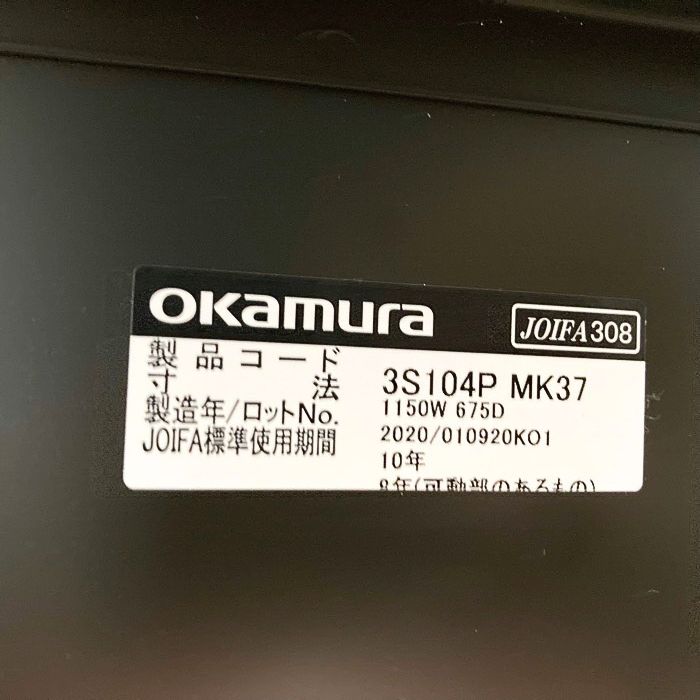 okamura
JOIFA308
製品コード 3S104P MK37
寸法 1150W 675D
製造年/ロットNo. 2020/010920K01
JOIFA標準使用期間 10年
8年(可動部のあるもの)